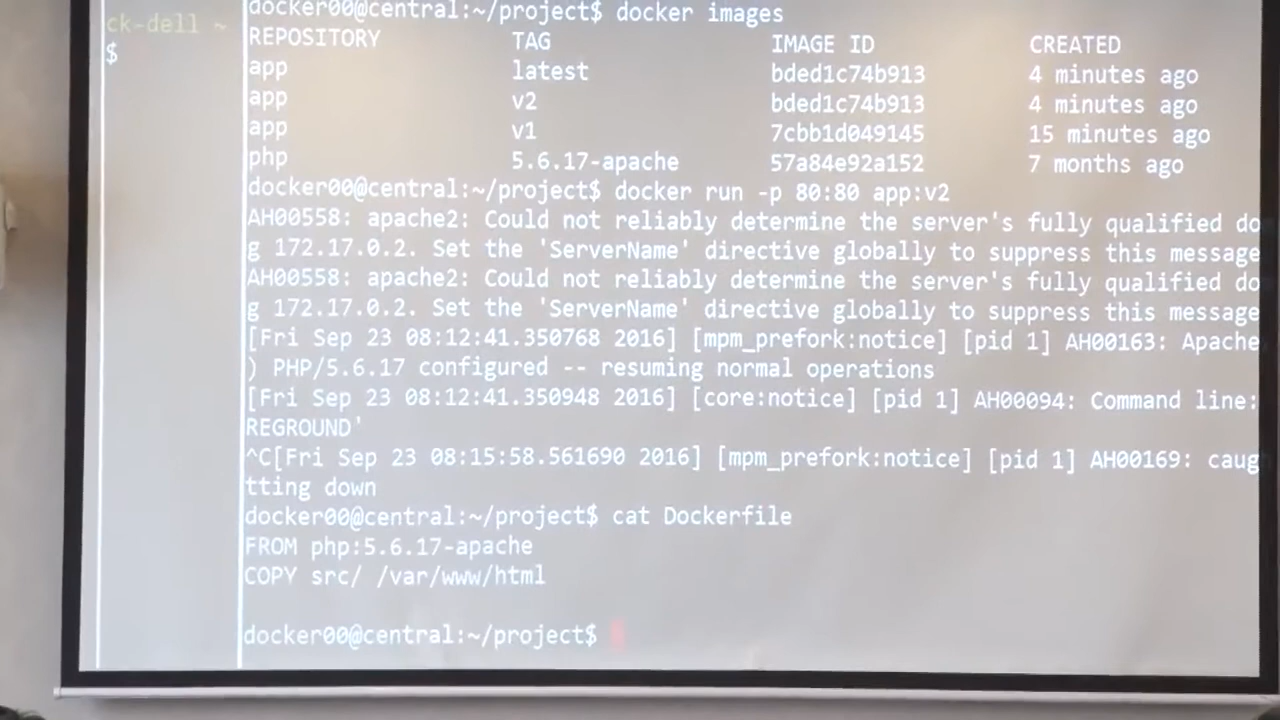 ck-dell ~
$
docker00@central:~/project$ docker images
REPOSITORY TAG IMAGE ID CREATED
app latest bded1c74b913 4 minutes ago
app v2 bded1c74b913 4 minutes ago
app v1 7cbb1d049145 15 minutes ago
php 5.6.17-apache 57a84e92a152 7 months ago
docker00@central:~/project$ docker run -p 80:80 app:v2
AH00558: apache2: Could not reliably determine the server's fully qualified do
g 172.17.0.2. Set the 'ServerName' directive globally to suppress this message
AH00558: apache2: Could not reliably determine the server's fully qualified do
g 172.17.0.2. Set the 'ServerName' directive globally to suppress this message
[Fri Sep 23 08:12:41.350768 2016] [mpm_prefork:notice] [pid 1] AH00163: Apache
) PHP/5.6.17 configured -- resuming normal operations
[Fri Sep 23 08:12:41.350948 2016] [core:notice] [pid 1] AH00094: Command line:
REGROUND'
^C[Fri Sep 23 08:15:58.561690 2016] [mpm_prefork:notice] [pid 1] AH00169: caug
tting down
docker00@central:~/project$ cat Dockerfile
FROM php:5.6.17-apache
COPY src/ /var/www/html
docker00@central:~/project$